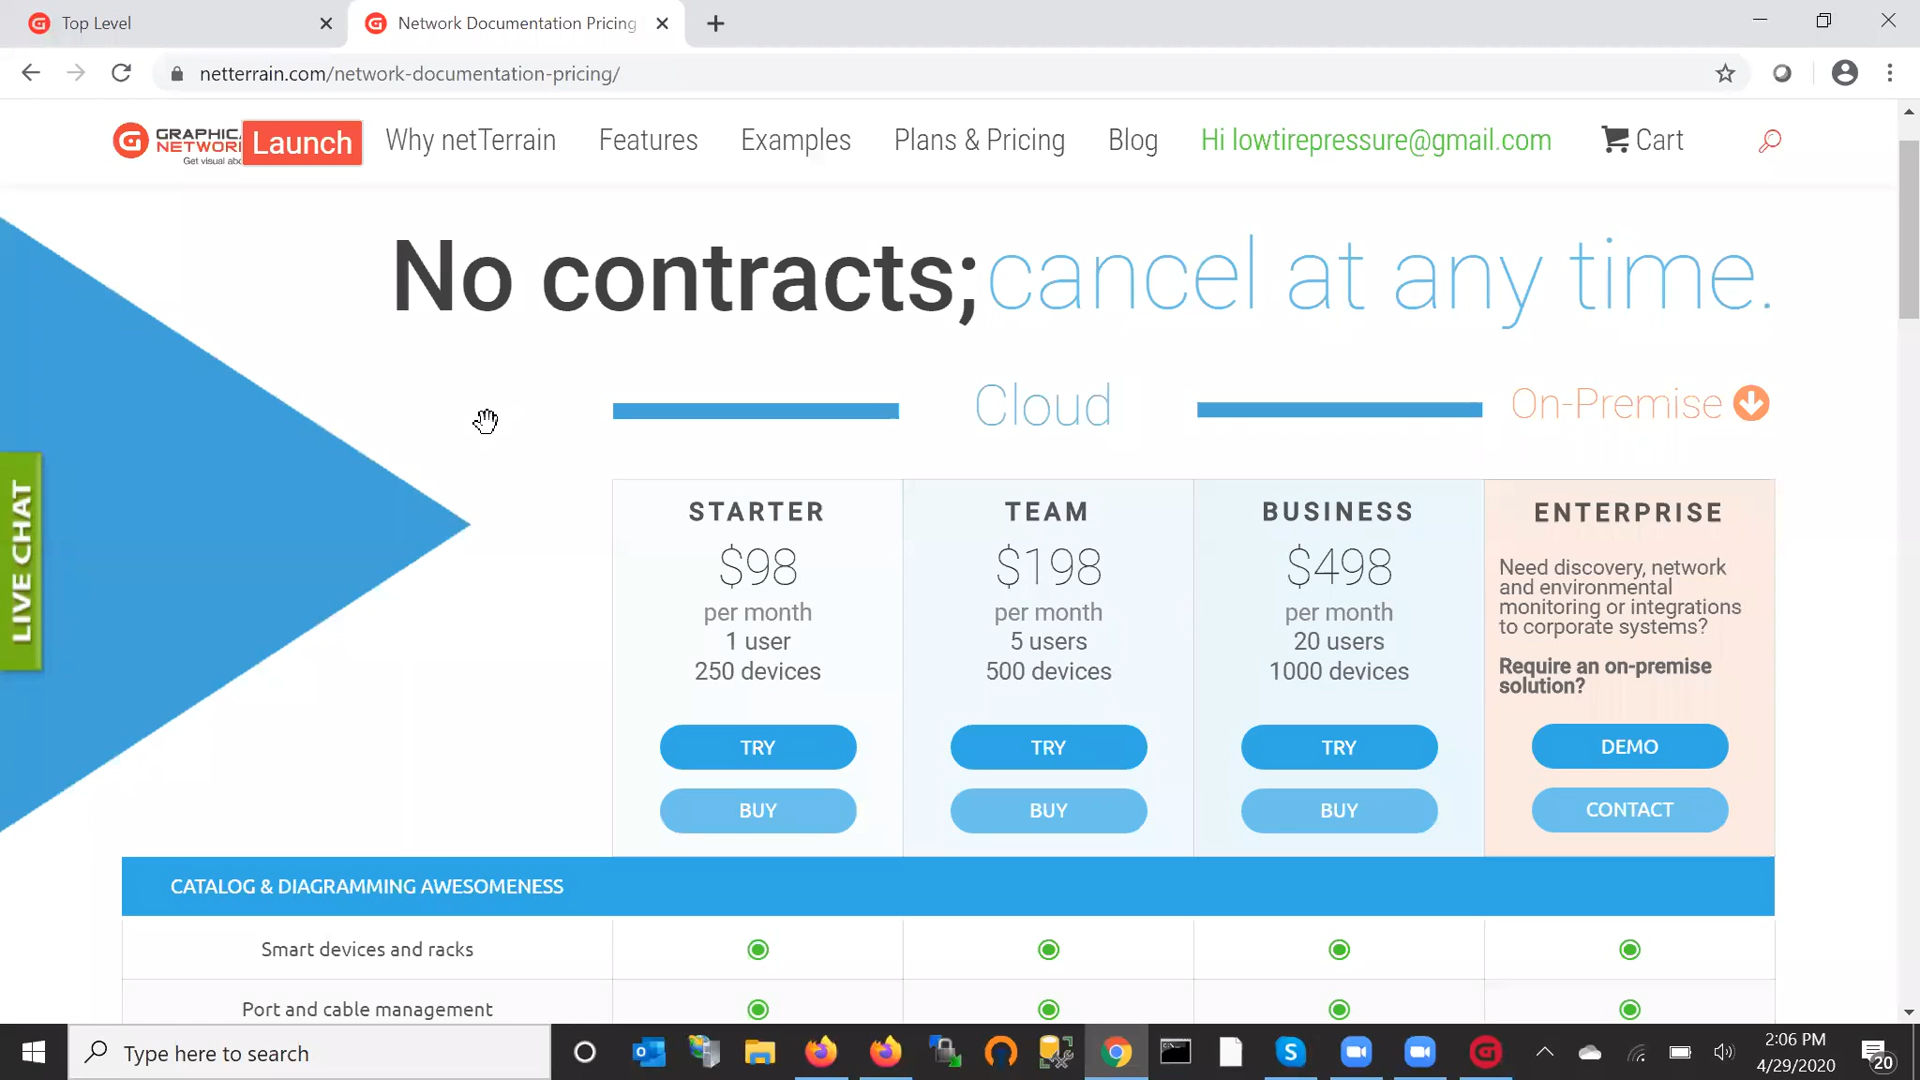 Top Level
Network Documentation Pricing
netterrain.com/network-documentation-pricing/
GRAPHICA
NETWORK
Get visual abo
Launch
Why netTerrain
Features
Examples
Plans & Pricing
Blog
Hi lowtirepressure@gmail.com
Cart
No contracts; cancel at any time.
Cloud
On-Premise
LIVE CHAT
STARTER
$98
per month
1 user
250 devices
TRY
BUY
TEAM
$198
per month
5 users
500 devices
TRY
BUY
BUSINESS
$498
per month
20 users
1000 devices
TRY
BUY
ENTERPRISE
Need discovery, network
and environmental
monitoring or integrations
to corporate systems?
Require an on-premise
solution?
DEMO
CONTACT
CATALOG & DIAGRAMMING AWESOMENESS
Smart devices and racks
Port and cable management
Type here to search
2:06 PM
4/29/2020
20